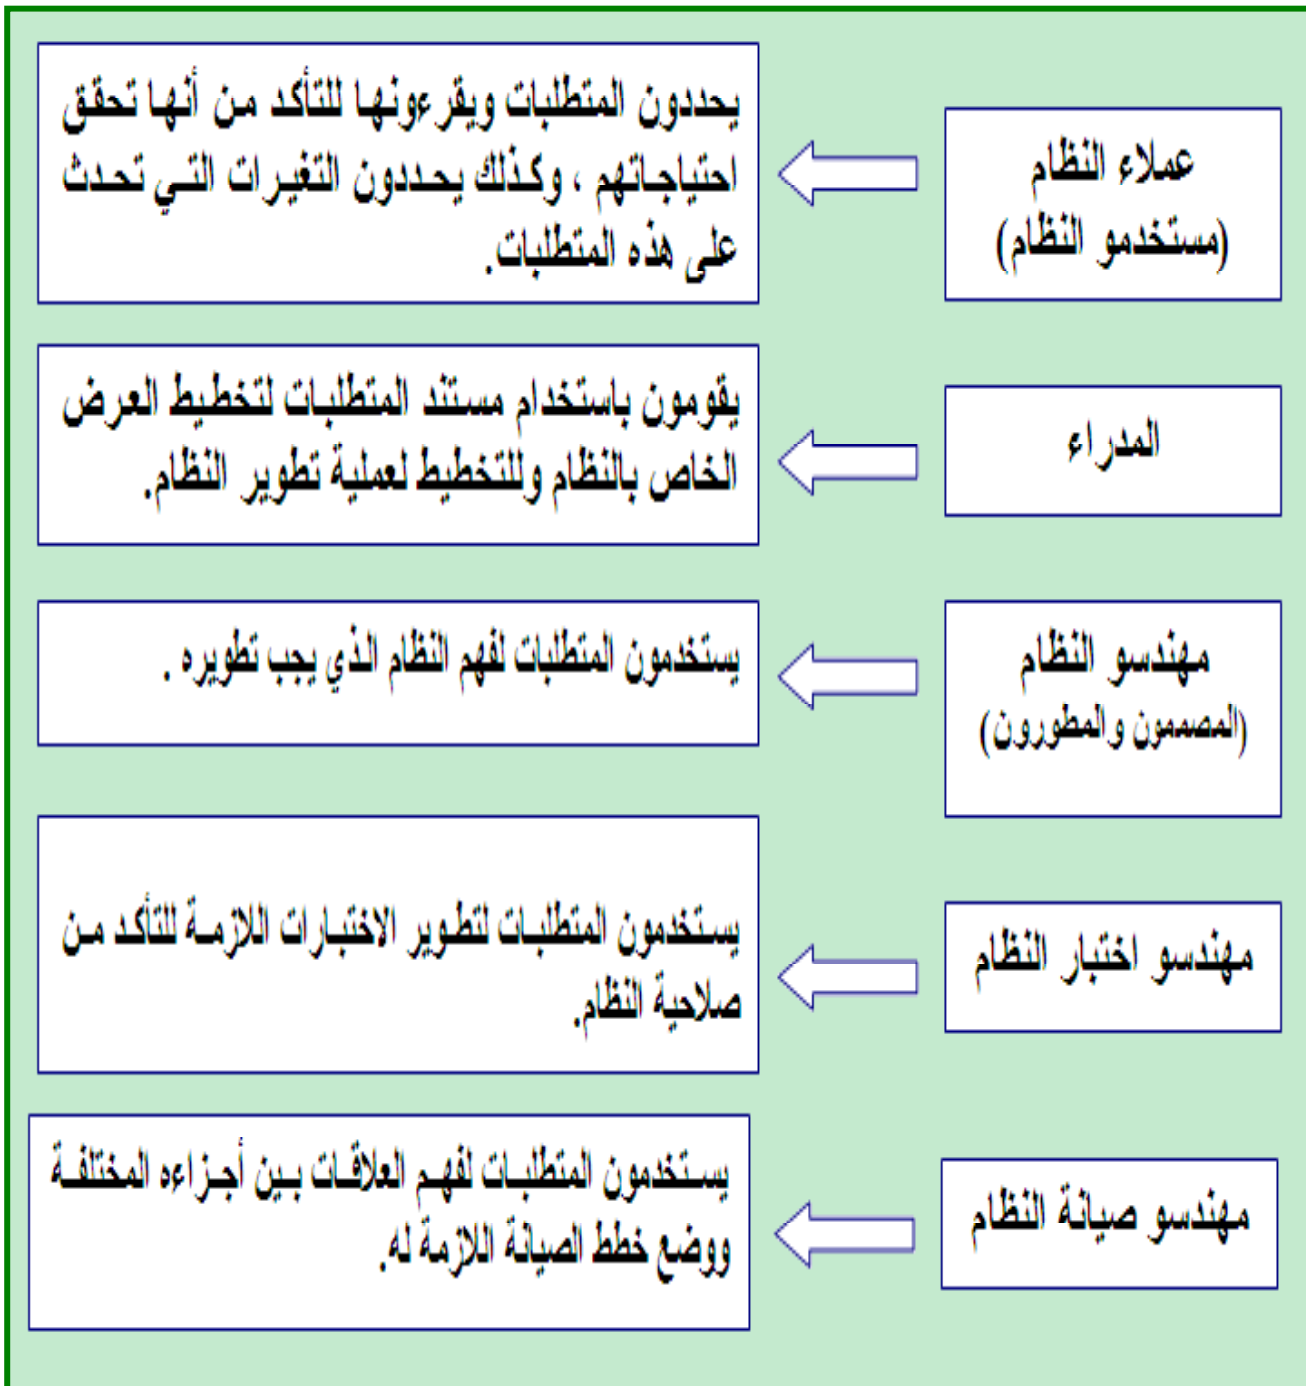 عملاء النظام
(مستخدمو النظام)
يحددون المتطلبات ويقرءونها للتأكد من أنها تحقق
احتياجاتهم ، وكذلك يحددون التغيرات التي تحدث
على هذه المتطلبات.
المدراء
يقومون باستخدام مستند المتطلبات لتخطيط العرض
الخاص بالنظام وللتخطيط لعملية تطوير النظام.
مهندسو النظام
(المصممون والمطورون)
يستخدمون المتطلبات لفهم النظام الذي يجب تطويره .
مهندسو اختبار النظام
يستخدمون المتطلبات لتطوير الاختبارات اللازمة للتأكد من
صلاحية النظام.
مهندسو صيانة النظام
يستخدمون المتطلبات لفهم العلاقات بين أجزاءه المختلفة
ووضع خطط الصيانة اللازمة له.